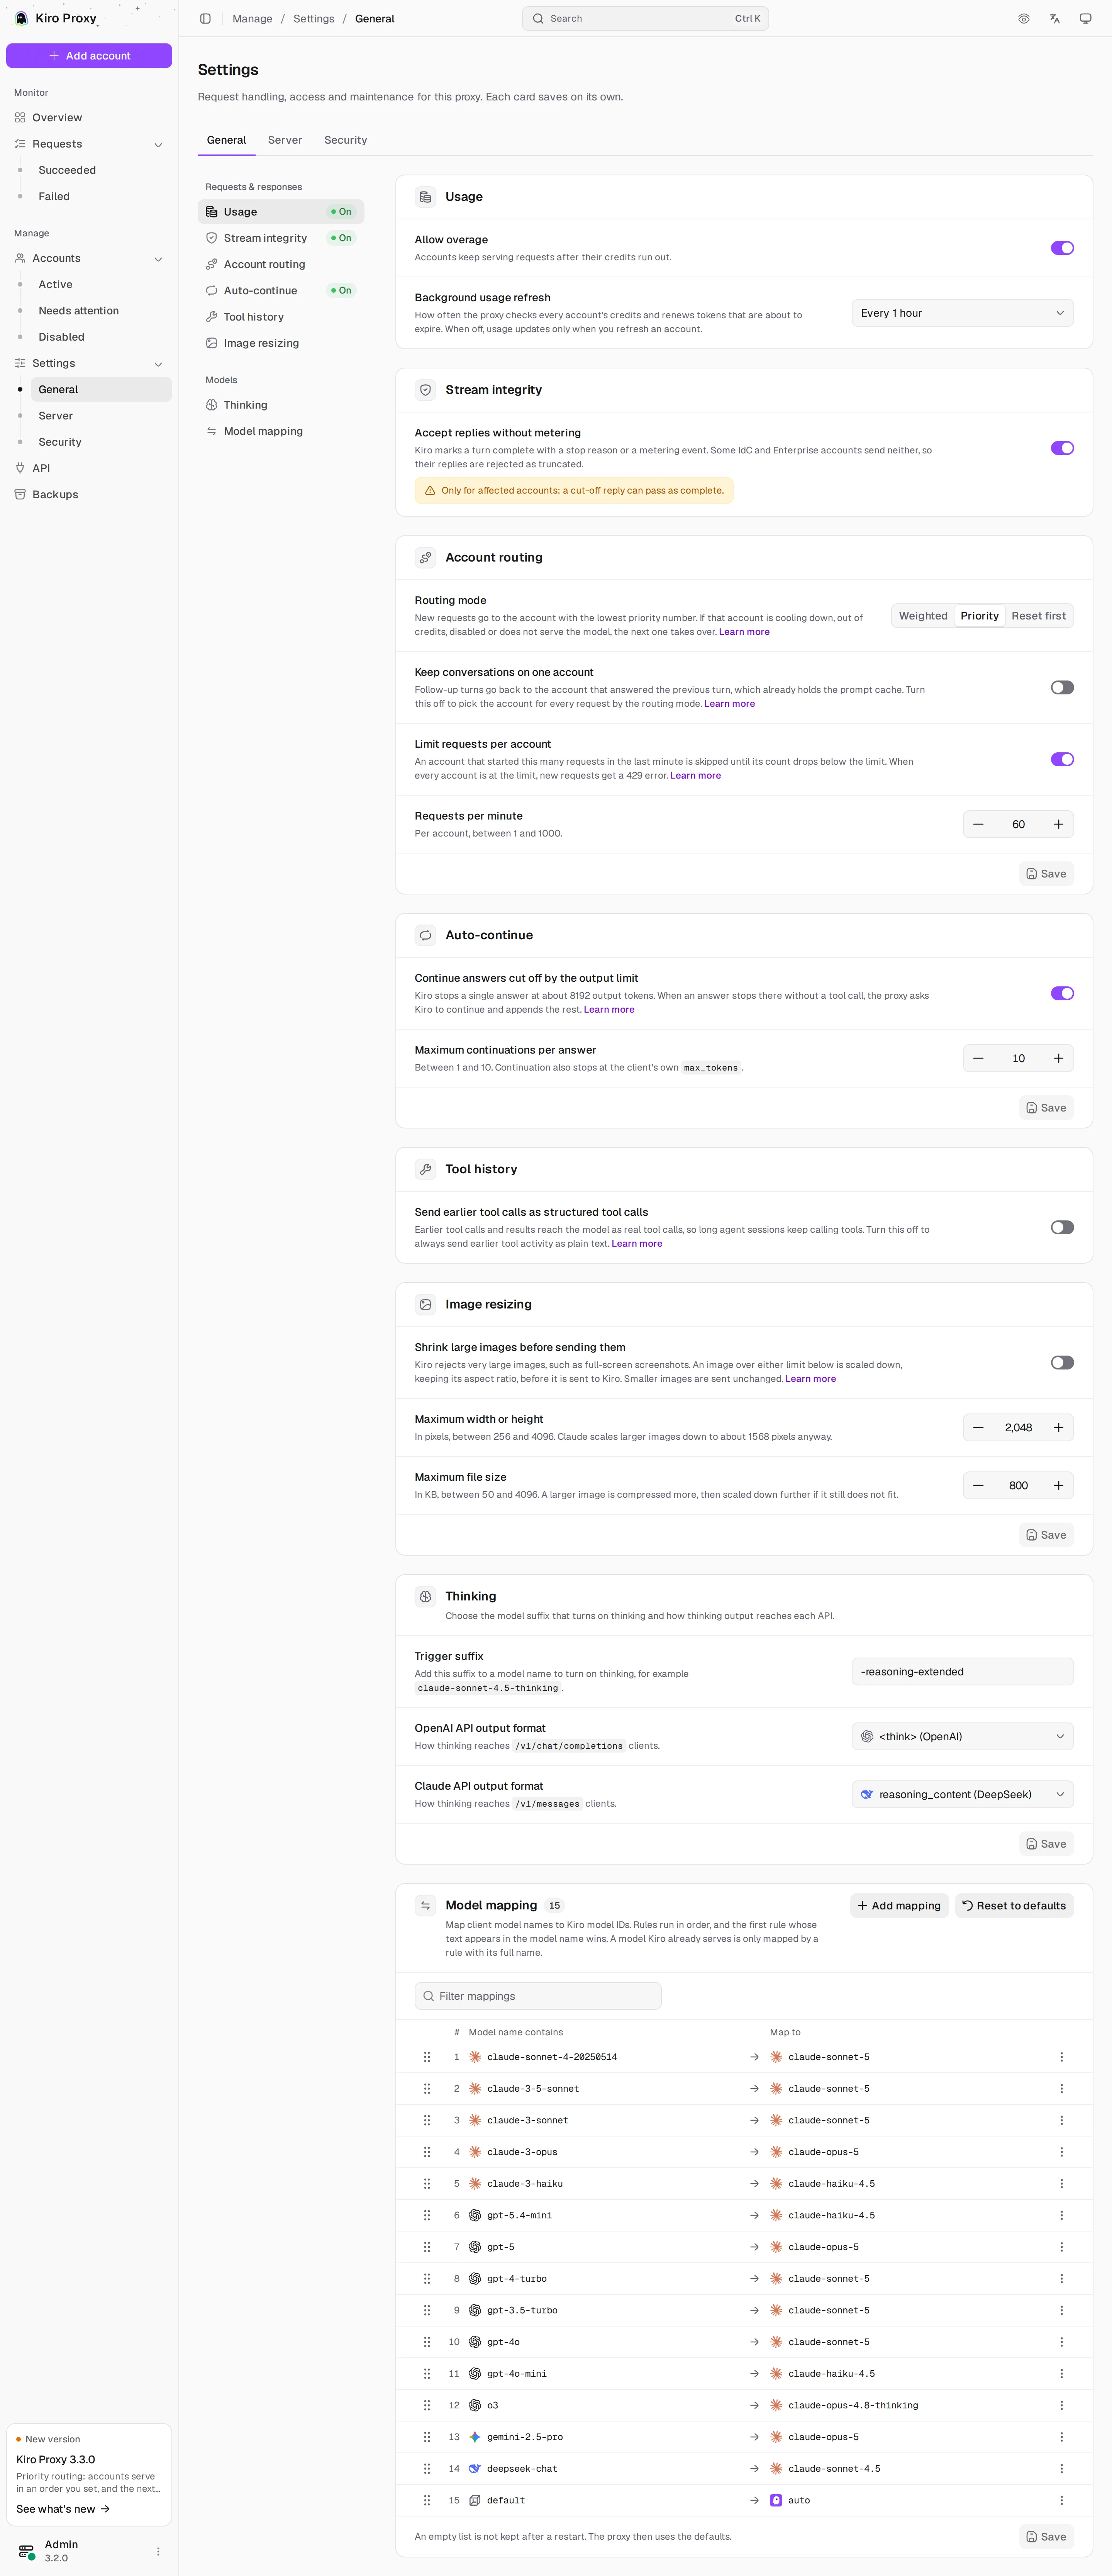 Kiro Proxy
Add account
Monitor
Overview
Requests
Succeeded
Failed
Manage
Accounts
Active
Needs attention
Disabled
Settings
General
Server
Security
API
Backups
New version
Kiro Proxy 3.3.0
Priority routing: accounts serve
in an order you set, and the next...
See what's new →
Admin
3.2.0
Manage / Settings / General
Search Ctrl K
Settings
Request handling, access and maintenance for this proxy. Each card saves on its own.
General Server Security
Requests & responses
Usage On
Stream integrity On
Account routing
Auto-continue On
Tool history
Image resizing
Models
Thinking
Model mapping
Usage
Allow overage
Accounts keep serving requests after their credits run out.
Background usage refresh
How often the proxy checks every account's credits and renews tokens that are about to
expire. When off, usage updates only when you refresh an account.
Every 1 hour
Stream integrity
Accept replies without metering
Kiro marks a turn complete with a stop reason or a metering event. Some IdC and Enterprise accounts send neither, so
their replies are rejected as truncated.
Only for affected accounts: a cut-off reply can pass as complete.
Account routing
Routing mode
New requests go to the account with the lowest priority number. If that account is cooling down, out of
credits, disabled or does not serve the model, the next one takes over. Learn more
Weighted Priority Reset first
Keep conversations on one account
Follow-up turns go back to the account that answered the previous turn, which already holds the prompt cache. Turn
this off to pick the account for every request by the routing mode. Learn more
Limit requests per account
An account that started this many requests in the last minute is skipped until its count drops below the limit. When
every account is at the limit, new requests get a 429 error. Learn more
Requests per minute
Per account, between 1 and 1000.
60
Save
Auto-continue
Continue answers cut off by the output limit
Kiro stops a single answer at about 8192 output tokens. When an answer stops there without a tool call, the proxy asks
Kiro to continue and appends the rest. Learn more
Maximum continuations per answer
Between 1 and 10. Continuation also stops at the client's own max_tokens.
10
Save
Tool history
Send earlier tool calls as structured tool calls
Earlier tool calls and results reach the model as real tool calls, so long agent sessions keep calling tools. Turn this off to
always send earlier tool activity as plain text. Learn more
Image resizing
Shrink large images before sending them
Kiro rejects very large images, such as full-screen screenshots. An image over either limit below is scaled down,
keeping its aspect ratio, before it is sent to Kiro. Smaller images are sent unchanged. Learn more
Maximum width or height
In pixels, between 256 and 4096. Claude scales larger images down to about 1568 pixels anyway.
2,048
Maximum file size
In KB, between 50 and 4096. A larger image is compressed more, then scaled down further if it still does not fit.
800
Save
Thinking
Choose the model suffix that turns on thinking and how thinking output reaches each API.
Trigger suffix
Add this suffix to a model name to turn on thinking, for example
claude-sonnet-4.5-thinking.
-reasoning-extended
OpenAI API output format
How thinking reaches /v1/chat/completions clients.
<think> (OpenAI)
Claude API output format
How thinking reaches /v1/messages clients.
reasoning_content (DeepSeek)
Save
Model mapping 15
Map client model names to Kiro model IDs. Rules run in order, and the first rule whose
text appears in the model name wins. A model Kiro already serves is only mapped by a
rule with its full name.
Add mapping
Reset to defaults
Filter mappings
# Model name contains Map to
1 claude-sonnet-4-20250514 → claude-sonnet-5
2 claude-3-5-sonnet → claude-sonnet-5
3 claude-3-sonnet → claude-sonnet-5
4 claude-3-opus → claude-opus-5
5 claude-3-haiku → claude-haiku-4.5
6 gpt-5.4-mini → claude-haiku-4.5
7 gpt-5 → claude-opus-5
8 gpt-4-turbo → claude-sonnet-5
9 gpt-3.5-turbo → claude-sonnet-5
10 gpt-4o → claude-sonnet-5
11 gpt-4o-mini → claude-haiku-4.5
12 o3 → claude-opus-4.8-thinking
13 gemini-2.5-pro → claude-opus-5
14 deepseek-chat → claude-sonnet-4.5
15 default → auto
An empty list is not kept after a restart. The proxy then uses the defaults.
Save